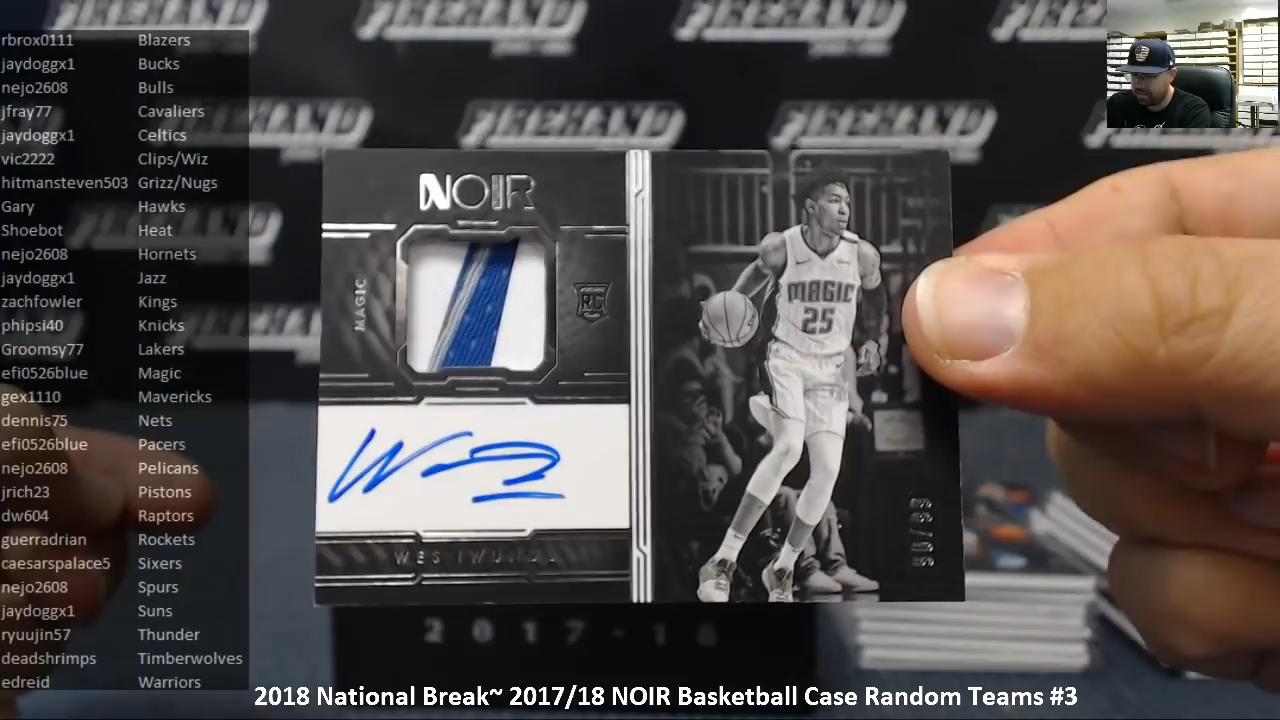 rbrox0111 Blazers
jaydoggx1 Bucks
nejo2608 Bulls
jfray77 Cavaliers
jaydoggx1 Celtics
vic2222 Clips/Wiz
hitmansteven503 Grizz/Nugs
Gary Hawks
Shoebot Heat
nejo2608 Hornets
jaydoggx1 Jazz
zachfowler Kings
phipsi40 Knicks
Groomsy77 Lakers
efi0526blue Magic
gex1110 Mavericks
dennis75 Nets
efi0526blue Pacers
nejo2608 Pelicans
jrich23 Pistons
dw604 Raptors
guerradrian Rockets
caesarspalace5 Sixers
nejo2608 Spurs
jaydoggx1 Suns
ryuujin57 Thunder
deadshrimps Timberwolves
edreid Warriors
NOIR
MAGIC
RC
MAGIC
25
2017-18
2018 National Break~ 2017/18 NOIR Basketball Case Random Teams #3